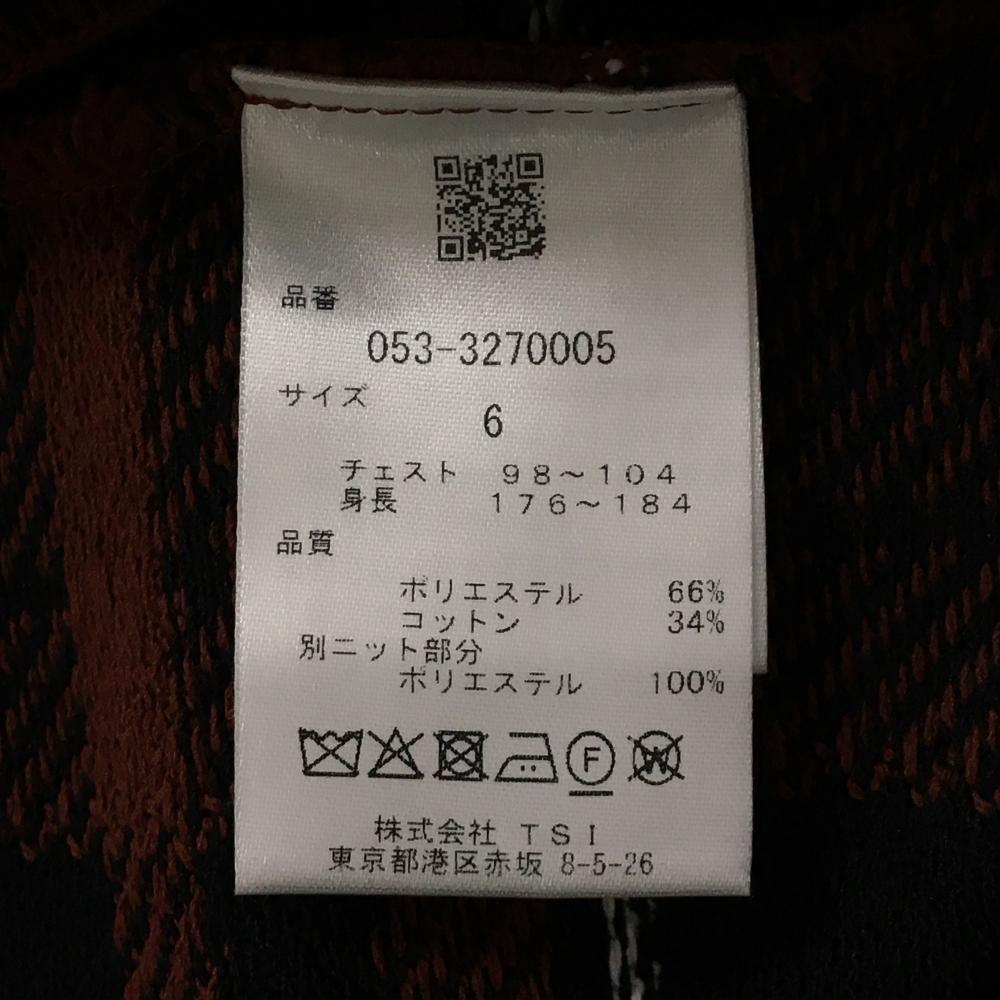 品番
053-3270005
サイズ
6
チェスト 98～104
身長 176～184
品質
ポリエステル 66%
コットン 34%
別ニット部分
ポリエステル 100%
F W
株式会社 TSI
東京都港区赤坂 8-5-26